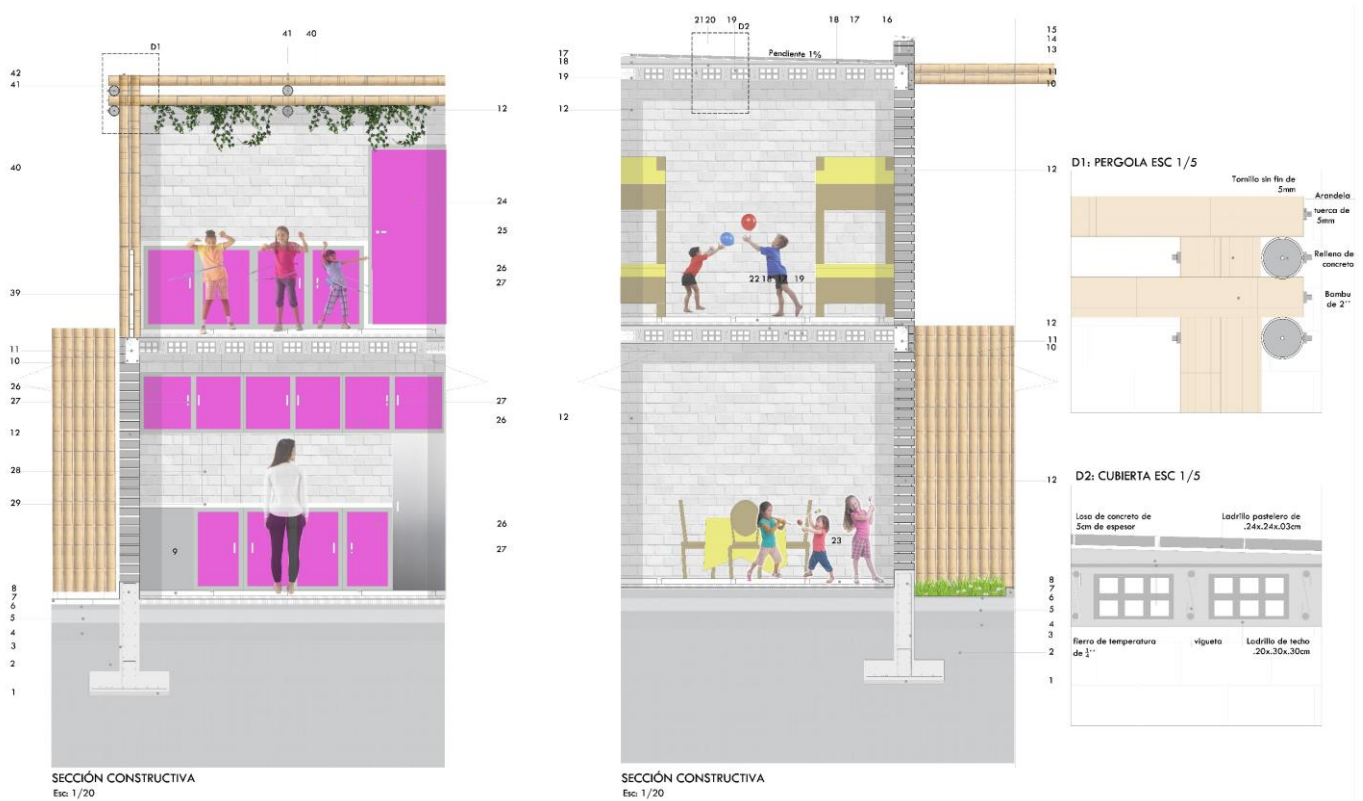 D1
41 40
42
41
12
40
24
25
26
27
39
11
10
26
27
12
28
29
27
26
26
27
9
8
7
6
5
4
3
2
1
SECCIÓN CONSTRUCTIVA
Esc: 1/20
2120 19 18 17 16
D2
Pendiente 1%
17
18
19
12
15
14
13
11
10
12
19
12
11
10
12
12
23
8
7
6
5
4
3
2
1
SECCIÓN CONSTRUCTIVA
Esc: 1/20
D1: PERGOLA ESC 1/5
Tornillo sin fin de
5mm
Arandela
tuerca de
5mm
Relleno de
concreto
Bambu
de 2''
D2: CUBIERTA ESC 1/5
Losa de concreto de
5cm de espesor
Ladrillo pastelero de
.24x.24x.03cm
fierro de temperatura
de 1/4''
vigueta
Ladrillo de techo
.20x.30x.30cm